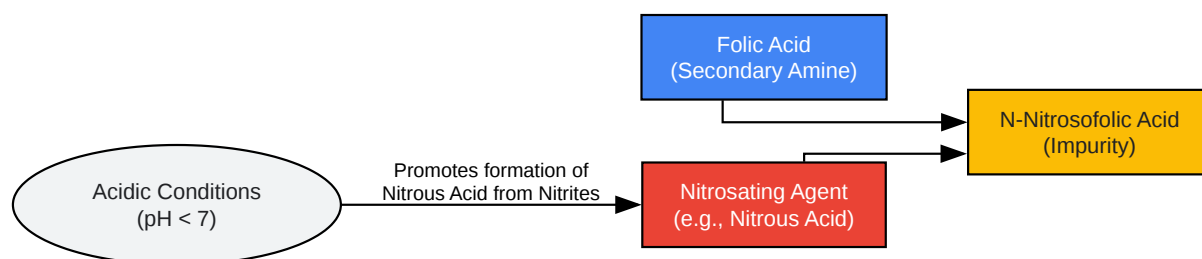 Folic Acid
(Secondary Amine)
N-Nitrosofolic Acid
(Impurity)
Acidic Conditions
(pH < 7)
Promotes formation of
Nitrous Acid from Nitrites
Nitrosating Agent
(e.g., Nitrous Acid)